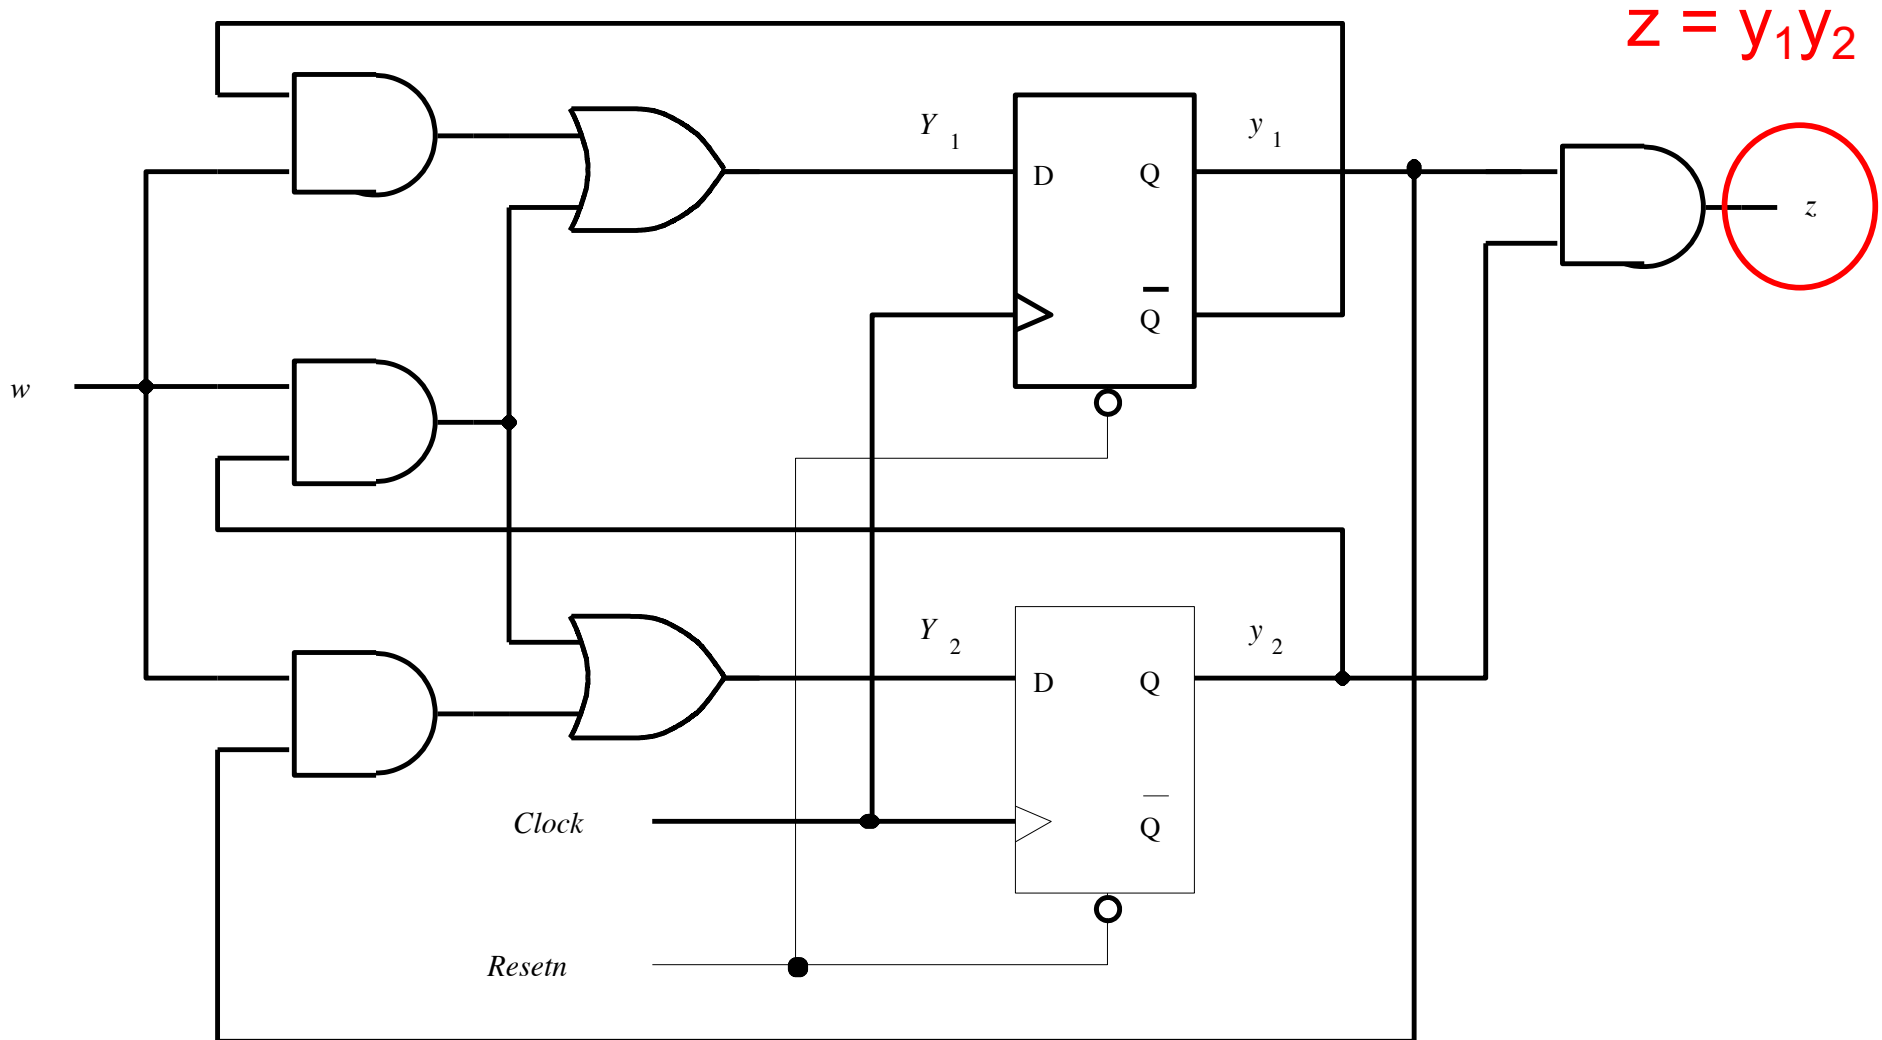 z = y₁y₂
Y 1
y 1
D
Q
z
Q̅
w
Y 2
y 2
D
Q
Clock
Q̅
Resetn